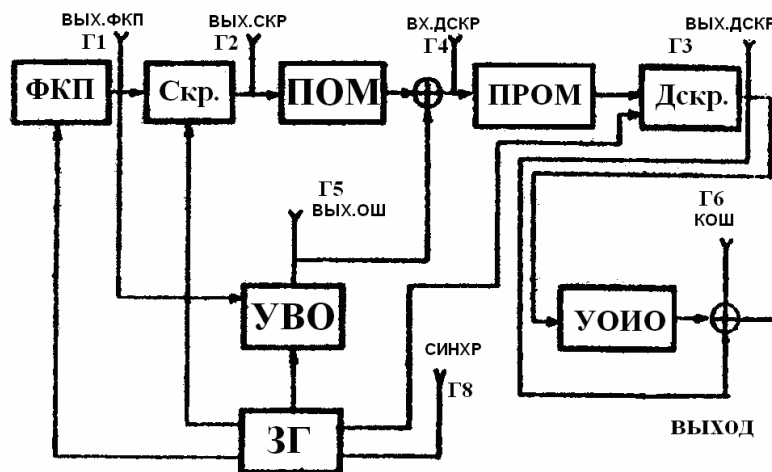 ВЫХ.ФКП
Г1
ВЫХ.СКР
Г2
ВХ.ДСКР
Г4
ВЫХ.ДСКР
Г3
ФКП
Скр.
ПОМ
ПРОМ
Дскр.
Г5
ВЫХ.ОШ
Г6
КОШ
УВО
УОИО
СИНХР
Г8
ЗГ
ВЫХОД